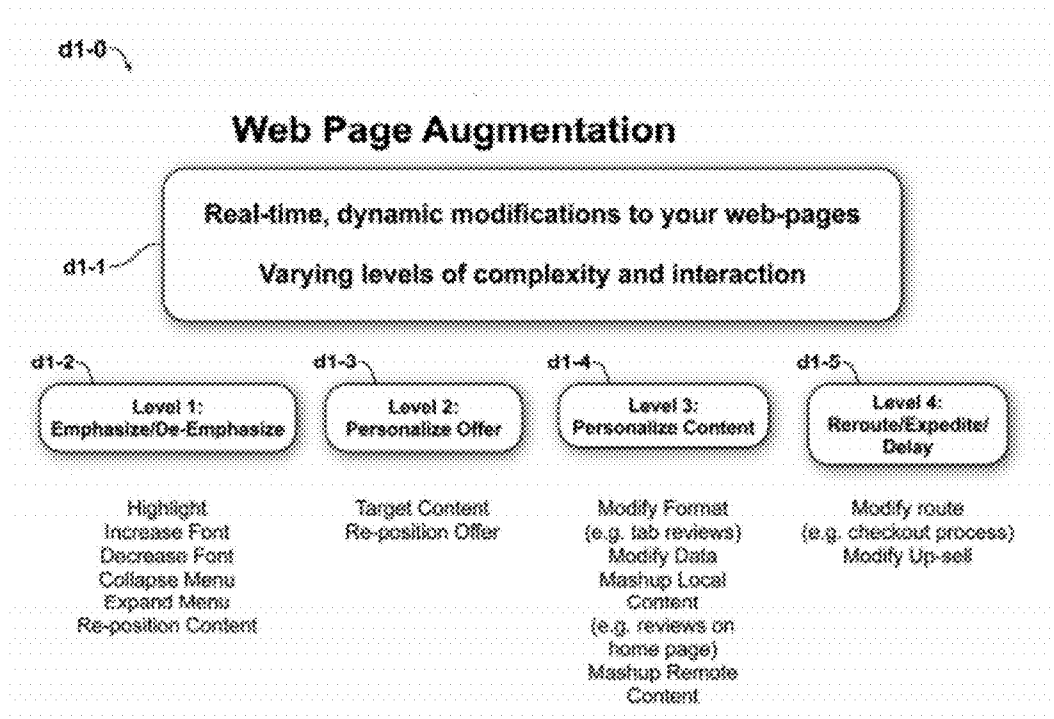 d1-0
Web Page Augmentation
Real-time, dynamic modifications to your web-pages
d1-1
Varying levels of complexity and interaction
d1-2
d1-3
d1-4
d1-5
Level 1:
Emphasize/De-Emphasize
Level 2:
Personalize Offer
Level 3:
Personalize Content
Level 4:
Reroute/Expedite/
Delay
Highlight
Increase Font
Decrease Font
Collapse Menu
Expand Menu
Re-position Content
Target Content
Re-position Offer
Modify Format
(e.g. tab reviews)
Modify Data
Mashup Local
Content
(e.g. reviews on
home page)
Mashup Remote
Content
Modify route
(e.g. checkout process)
Modify Up-sell